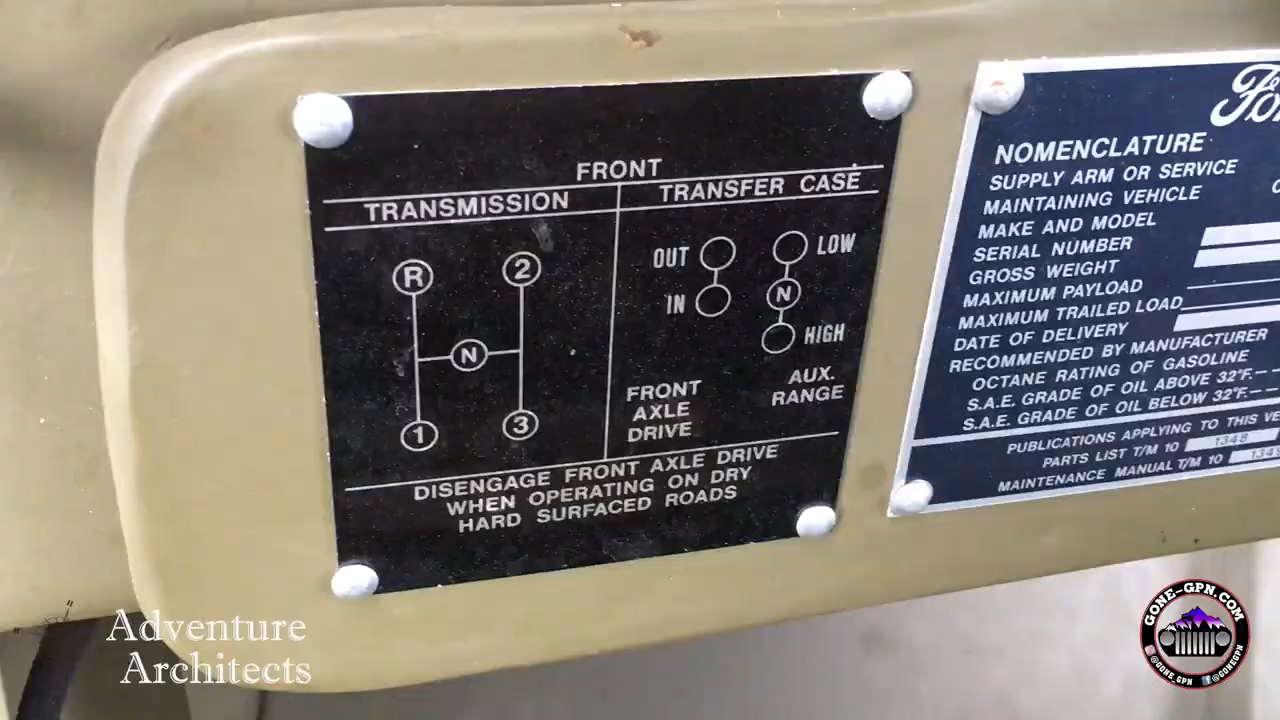 FRONT
TRANSMISSION
TRANSFER CASE
R
2
N
1
3
OUT
IN
LOW
N
HIGH
FRONT
AXLE
DRIVE
AUX.
RANGE
DISENGAGE FRONT AXLE DRIVE
WHEN OPERATING ON DRY
HARD SURFACED ROADS
NOMENCLATURE
SUPPLY ARM OR SERVICE
MAINTAINING VEHICLE
MAKE AND MODEL
SERIAL NUMBER
GROSS WEIGHT
MAXIMUM PAYLOAD
MAXIMUM TRAILED LOAD
DATE OF DELIVERY
RECOMMENDED BY MANUFACTURER
OCTANE RATING OF GASOLINE
S.A.E. GRADE OF OIL ABOVE 32°F.
S.A.E. GRADE OF OIL BELOW 32°F.
PUBLICATIONS APPLYING TO THIS
PARTS LIST T/M 10 1348
MAINTENANCE MANUAL T/M 10
Adventure
Architects
GONE-GPN.COM
@GONE_GPN @GONEGPN